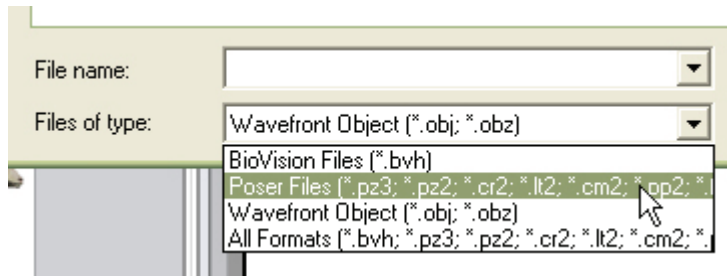 File name:
Files of type:
Wavefront Object (*.obj; *.obz)
BioVision Files (*.bvh)
Poser Files (*.pz3; *.pz2; *.cr2; *.lt2; *.cm2; *.pp2; *.
Wavefront Object (*.obj; *.obz)
All Formats (*.bvh; *.pz3; *.pz2; *.cr2; *.lt2; *.cm2; *.